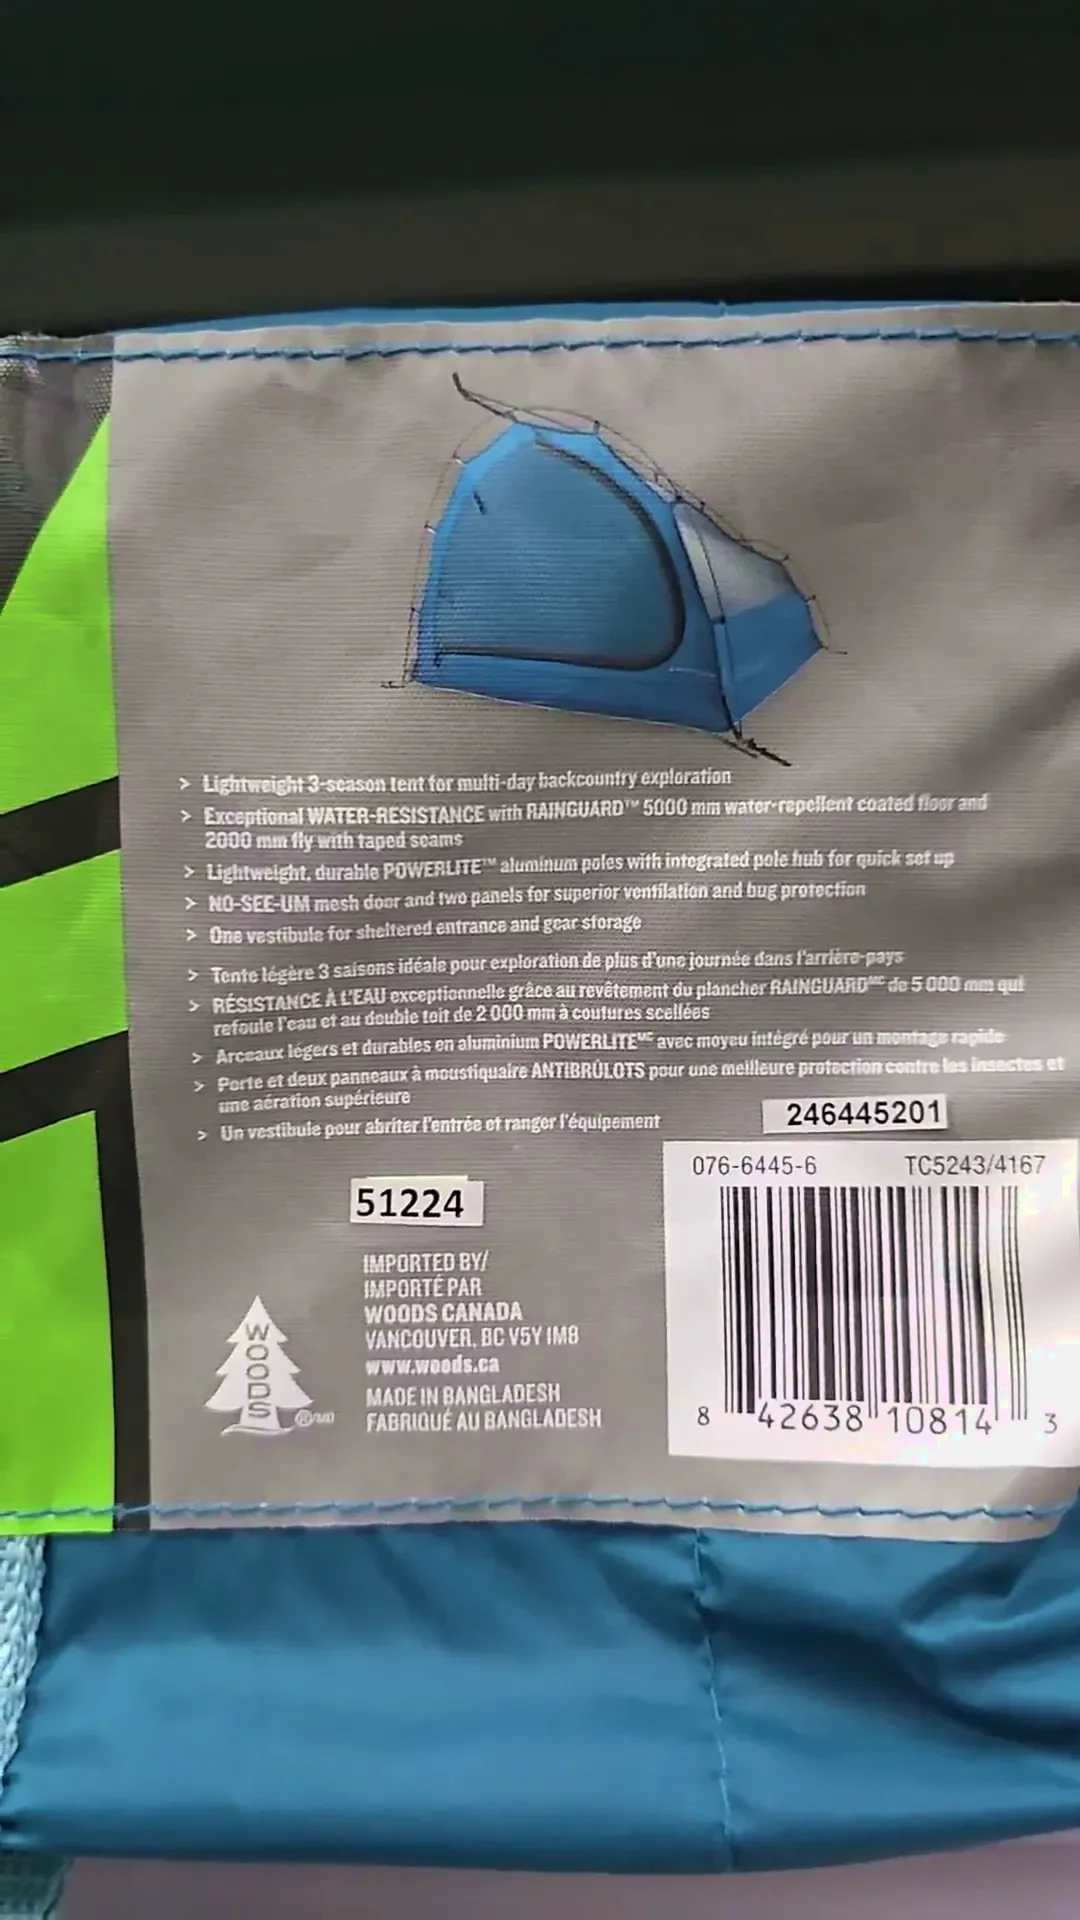 > Lightweight 3-season tent for multi-day backcountry exploration
> Exceptional WATER-RESISTANCE with RAINGUARD™ 5000 mm water-repellent coated floor and
2000 mm fly with taped seams
> Lightweight, durable POWERLITE™ aluminum poles with integrated pole hub for quick set up
> NO-SEE-UM mesh door and two panels for superior ventilation and bug protection
> One vestibule for sheltered entrance and gear storage
> Tente légère 3 saisons idéale pour exploration de plus d'une journée dans l'arrière-pays
> RÉSISTANCE À L'EAU exceptionnelle grâce au revêtement du plancher RAINGUARD MC de 5 000 mm qui
refoule l'eau et au double toit de 2 000 mm à coutures scellées
> Arceaux légers et durables en aluminium POWERLITE MC avec moyeu intégré pour un montage rapide
> Porte et deux panneaux à moustiquaire ANTIBRÛLOTS pour une meilleure protection contre les insectes et
une aération supérieure
> Un vestibule pour abriter l'entrée et ranger l'équipement
246445201
076-6445-6 TC5243/4167
51224
IMPORTED BY/
IMPORTÉ PAR
WOODS CANADA
VANCOUVER, BC V5Y 1M8
www.woods.ca
MADE IN BANGLADESH
FABRIQUÉ AU BANGLADESH
WOODS
®/MD
8 42638 10814 3